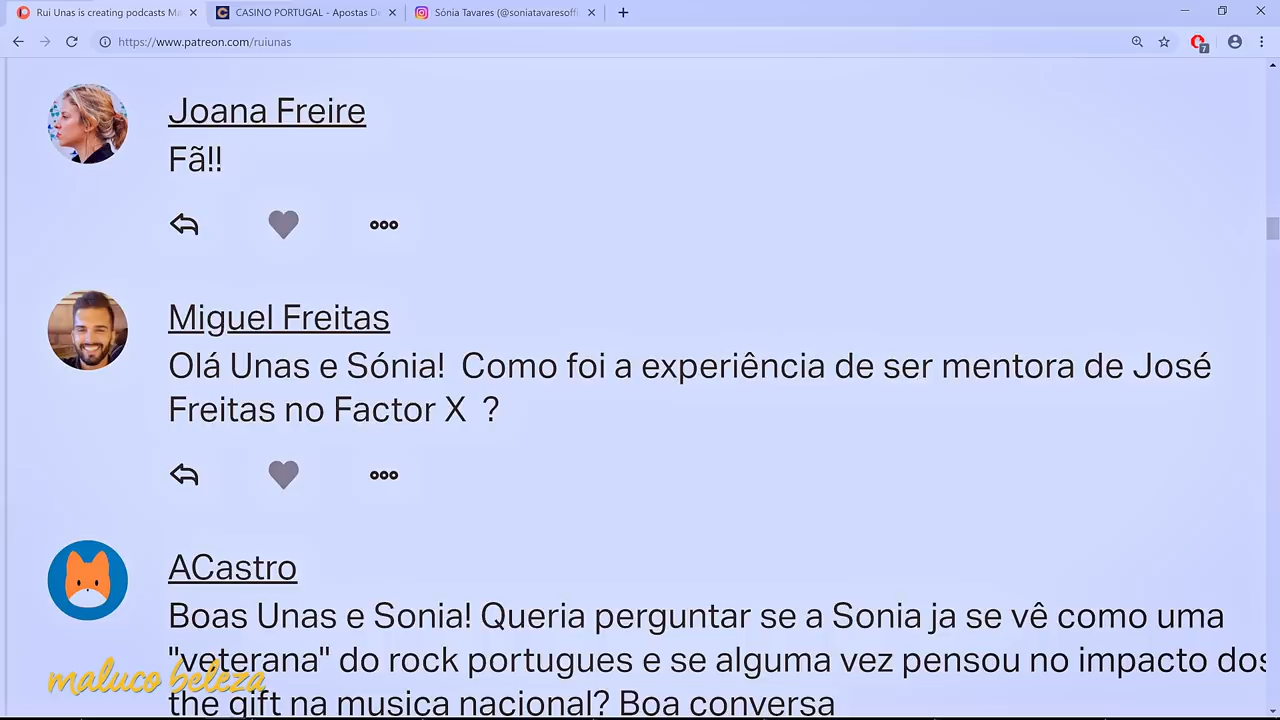 Rui Unas is creating podcasts Ma
CASINO PORTUGAL - Apostas De
Sónia Tavares (@soniatavaresoffi
https://www.patreon.com/ruiunas
7
Joana Freire
Fã!!
Miguel Freitas
Olá Unas e Sónia!  Como foi a experiência de ser mentora de José
Freitas no Factor X  ?
ACastro
Boas Unas e Sonia! Queria perguntar se a Sonia ja se vê como uma
"veterana" do rock portugues e se alguma vez pensou no impacto dos
the gift na musica nacional? Boa conversa
maluco beleza